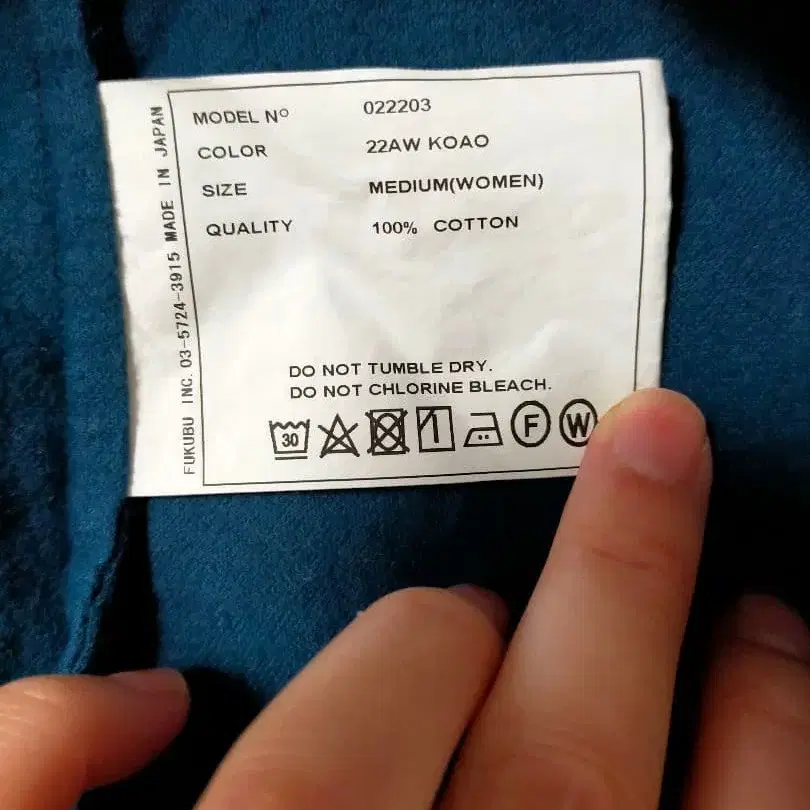 MODEL Nº 022203
COLOR 22AW KOAO
SIZE MEDIUM(WOMEN)
QUALITY 100% COTTON
DO NOT TUMBLE DRY.
DO NOT CHLORINE BLEACH.
30 F W
FUKUBU INC. 03-5724-3915 MADE IN JAPAN